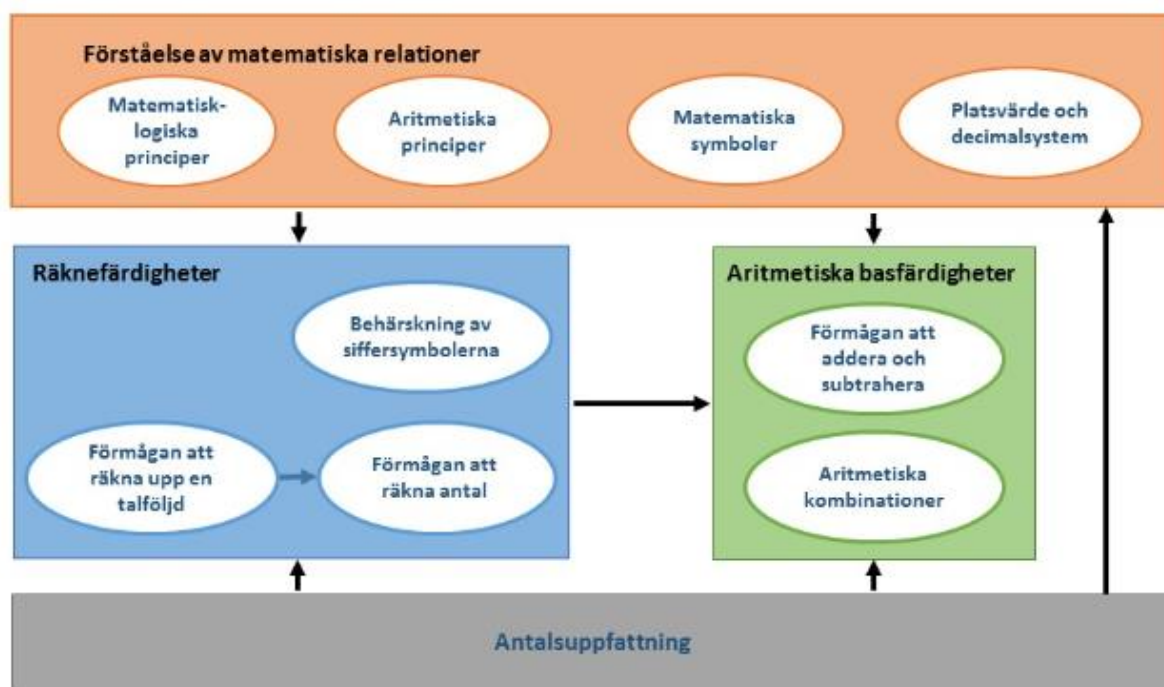 Förståelse av matematiska relationer
Matematisk-
logiska
principer
Aritmetiska
principer
Matematiska
symboler
Platsvärde och
decimalsystem
Räknefärdigheter
Behärskning av
siffersymbolerna
Förmågan att
räkna upp en
talföljd
Förmågan att
räkna antal
Aritmetiska basfärdigheter
Förmågan att
addera och
subtrahera
Aritmetiska
kombinationer
Antalsuppfattning